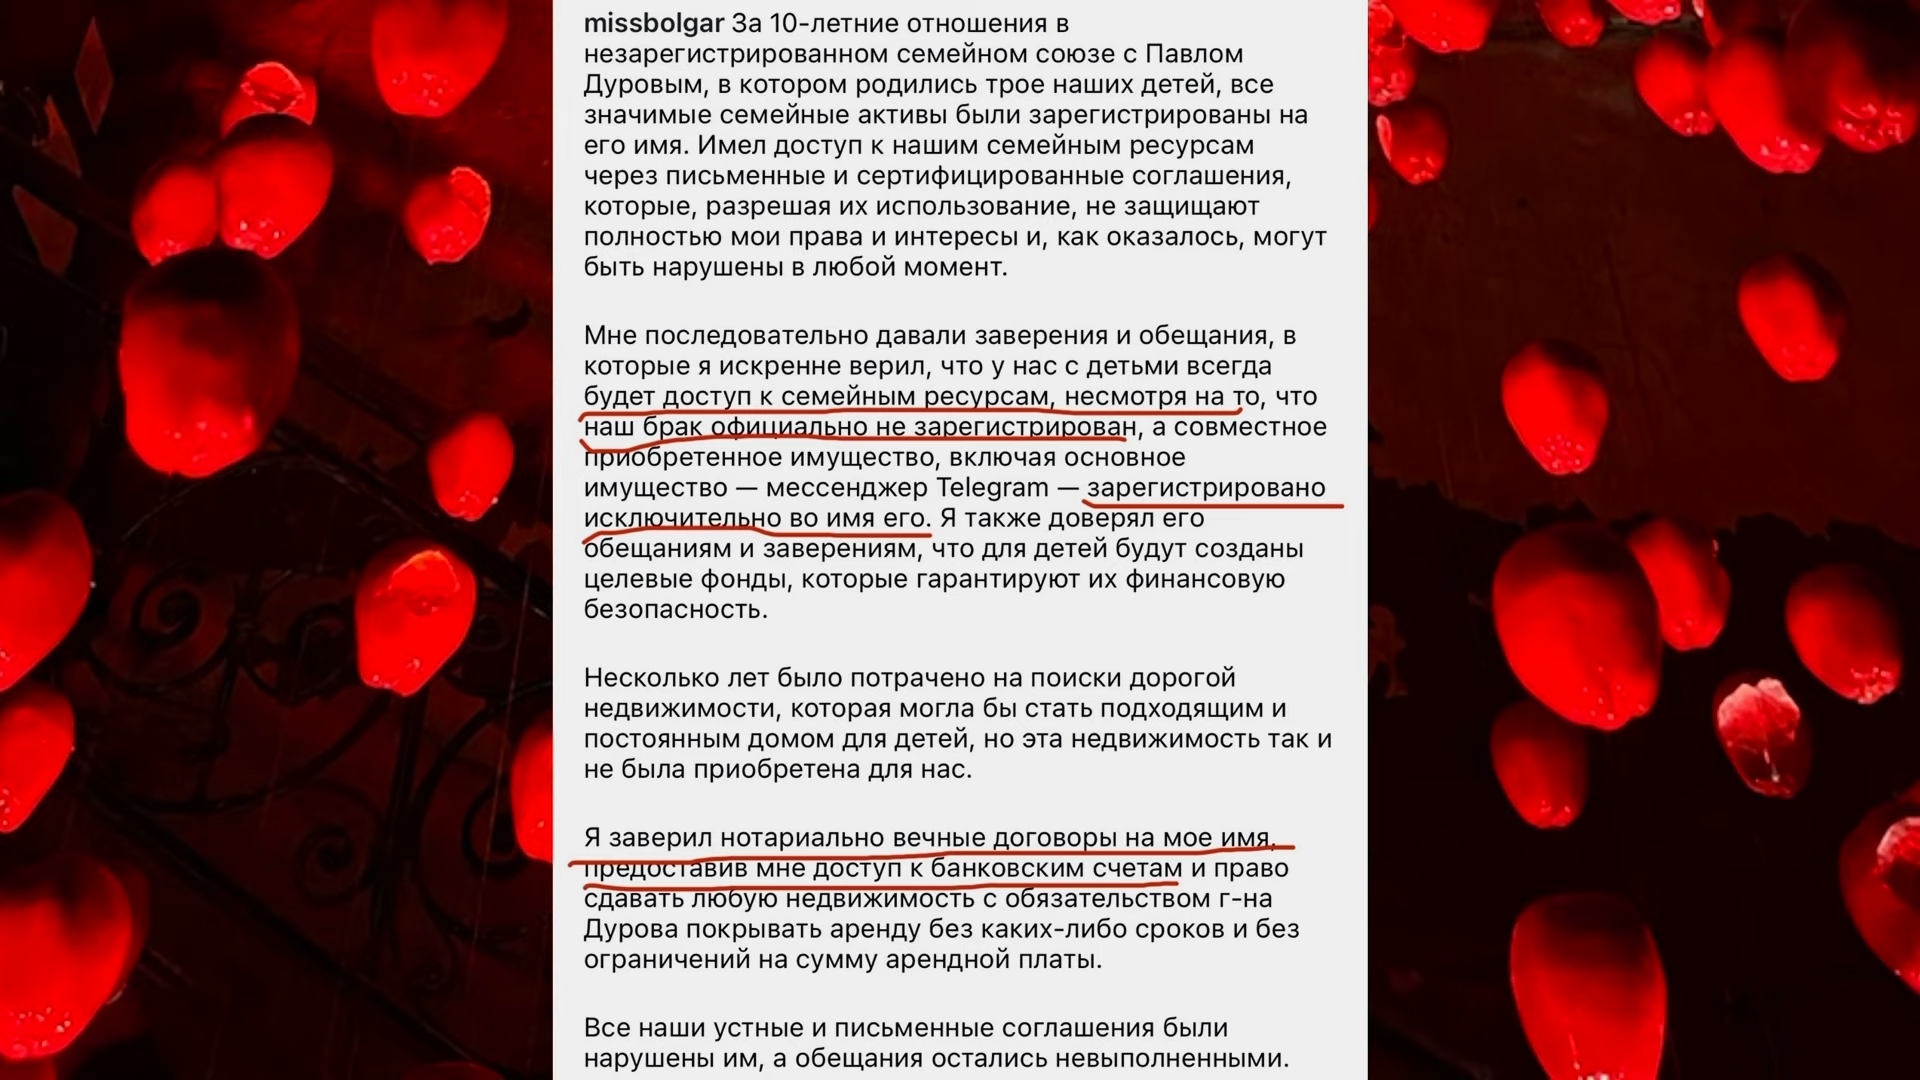 missbolgar За 10-летние отношения в
незарегистрированном семейном союзе с Павлом
Дуровым, в котором родились трое наших детей, все
значимые семейные активы были зарегистрированы на
его имя. Имел доступ к нашим семейным ресурсам
через письменные и сертифицированные соглашения,
которые, разрешая их использование, не защищают
полностью мои права и интересы и, как оказалось, могут
быть нарушены в любой момент.
Мне последовательно давали заверения и обещания, в
которые я искренне верил, что у нас с детьми всегда
будет доступ к семейным ресурсам, несмотря на то, что
наш брак официально не зарегистрирован, а совместное
приобретенное имущество, включая основное
имущество — мессенджер Telegram — зарегистрировано
исключительно во имя его. Я также доверял его
обещаниям и заверениям, что для детей будут созданы
целевые фонды, которые гарантируют их финансовую
безопасность.
Несколько лет было потрачено на поиски дорогой
недвижимости, которая могла бы стать подходящим и
постоянным домом для детей, но эта недвижимость так и
не была приобретена для нас.
Я заверил нотариально вечные договоры на мое имя,
предоставив мне доступ к банковским счетам и право
сдавать любую недвижимость с обязательством г-на
Дурова покрывать аренду без каких-либо сроков и без
ограничений на сумму арендной платы.
Все наши устные и письменные соглашения были
нарушены им, а обещания остались невыполненными.